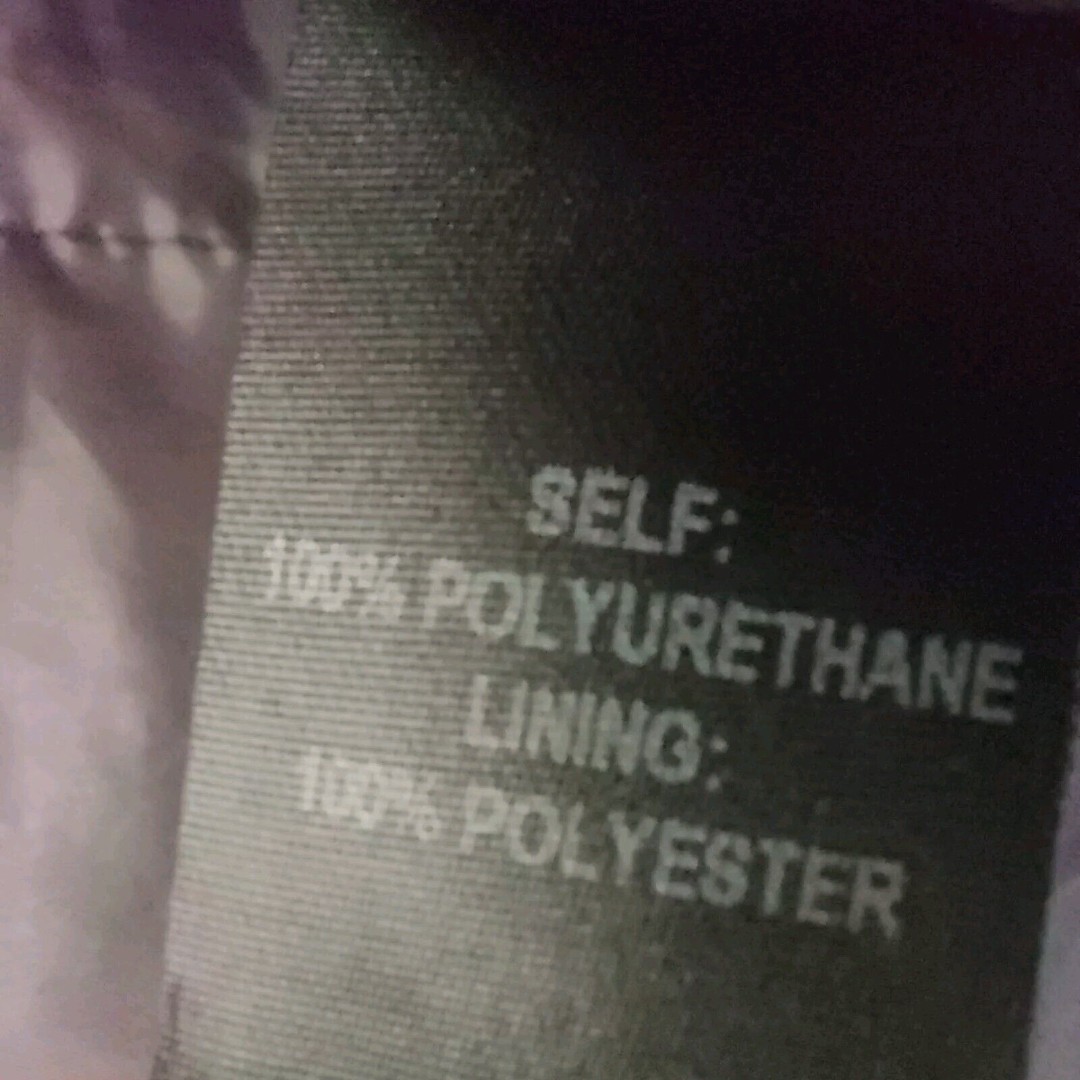 SELF:
100% POLYURETHANE
LINING:
100% POLYESTER